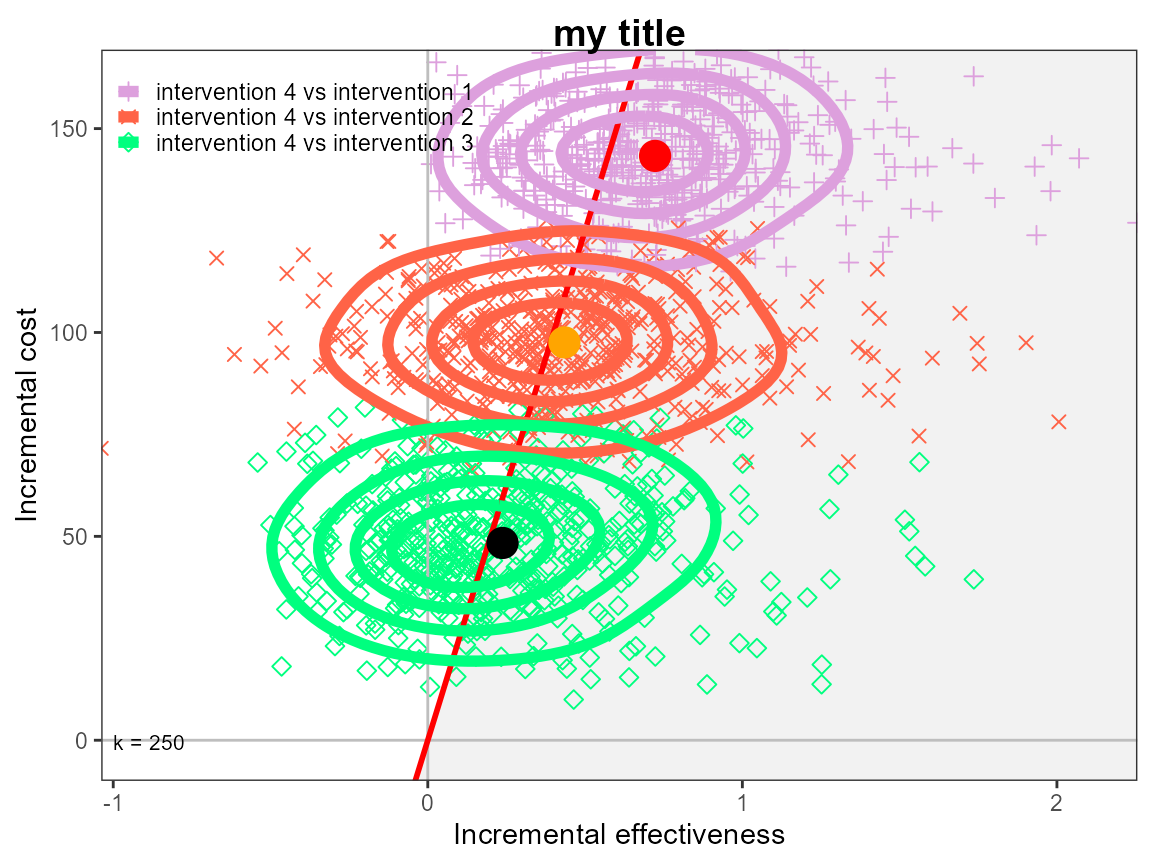 my title
intervention 4 vs intervention 1
intervention 4 vs intervention 2
intervention 4 vs intervention 3
Incremental cost
150
100
50
0
k = 250
-1
0
1
2
Incremental effectiveness